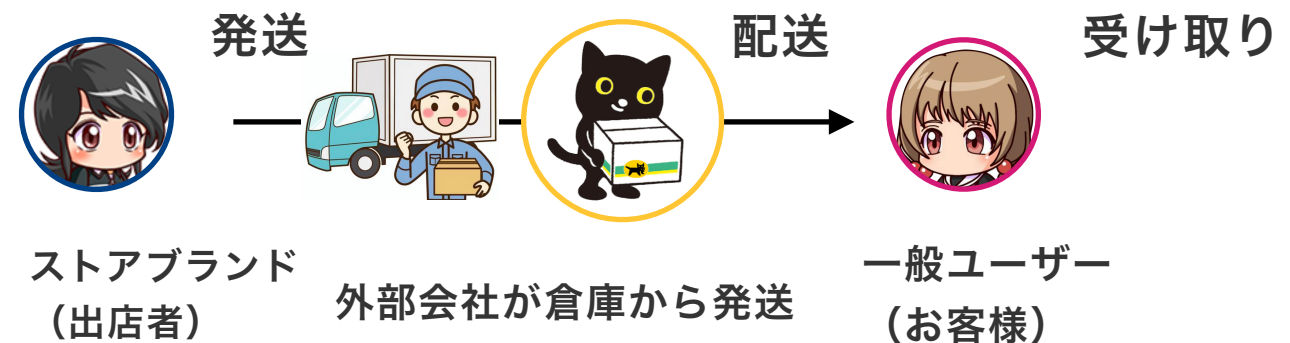 発送
配送
受け取り
ストアブランド
（出店者）
外部会社が倉庫から発送
一般ユーザー
（お客様）